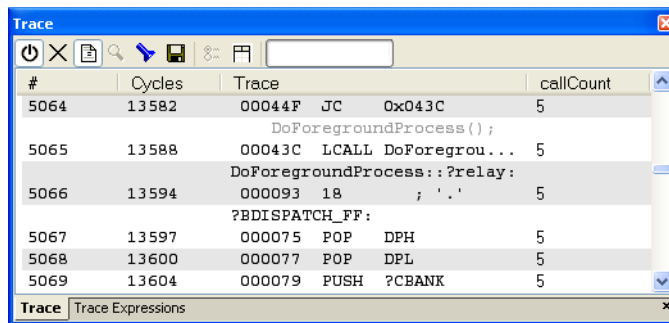 Trace
# Cycles Trace callCount
5064 13582 00044F JC 0x043C 5
DoForegroundProcess();
5065 13588 00043C LCALL DoForegrou... 5
DoForegroundProcess::?relay:
5066 13594 000093 18 ; '.' 5
?BDISPATCH_FF:
5067 13597 000075 POP DPH 5
5068 13600 000077 POP DPL 5
5069 13604 000079 PUSH ?CBANK 5
Trace Trace Expressions